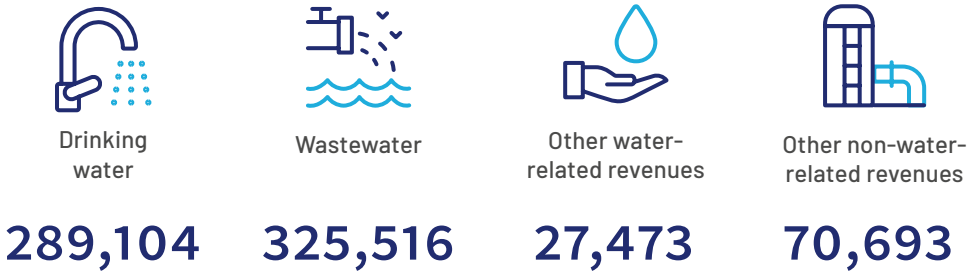 Drinking
water
289,104
Wastewater
325,516
Other water-
related revenues
27,473
Other non-water-
related revenues
70,693